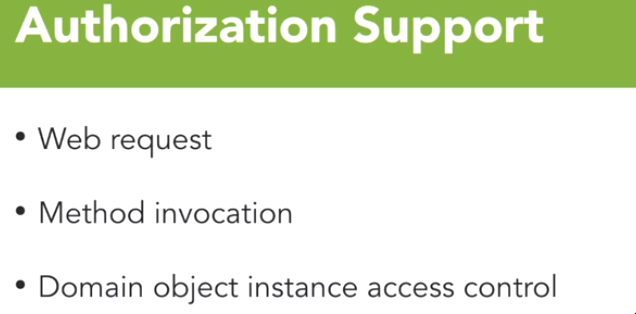 Authorization Support
• Web request
• Method invocation
• Domain object instance access control